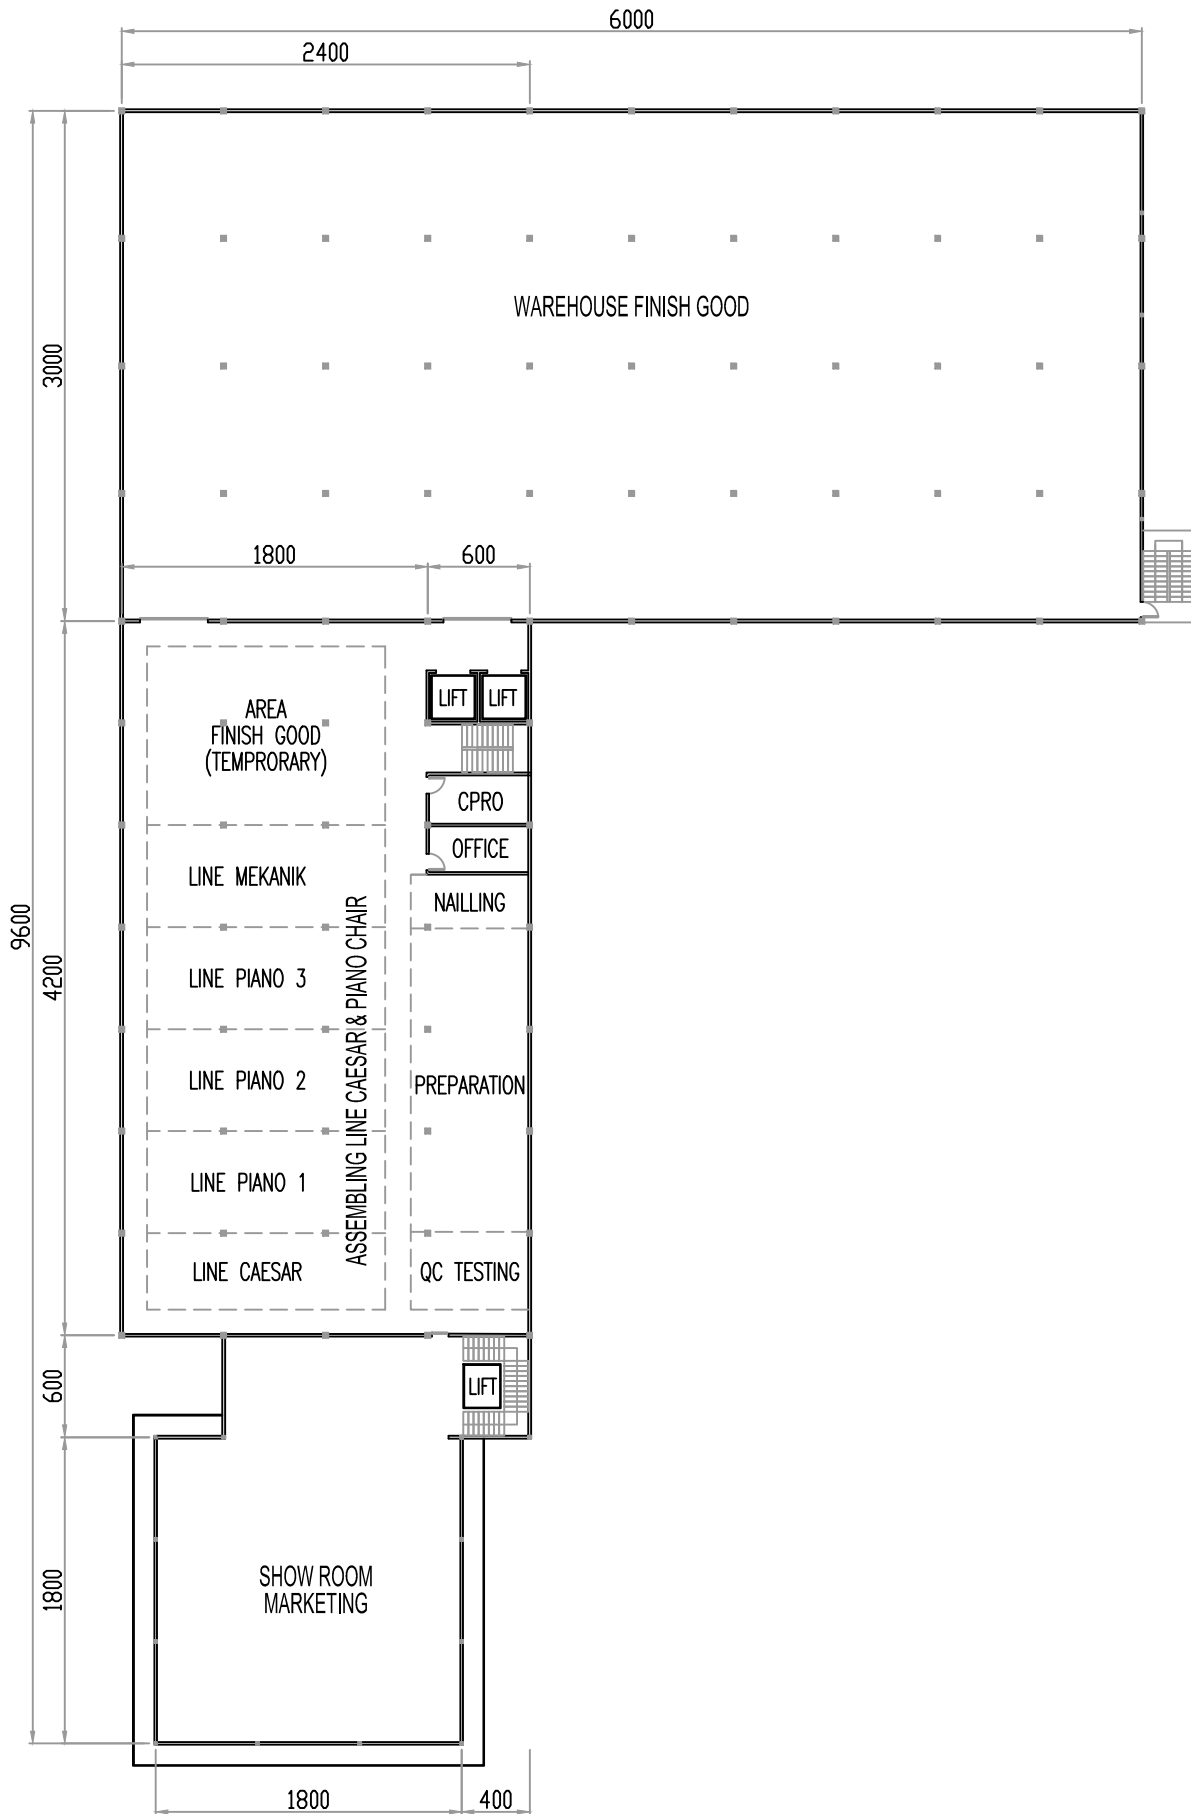 6000
2400
WAREHOUSE FINISH GOOD
3000
1800
600
LIFT
LIFT
AREA
FINISH GOOD
(TEMPRORARY)
CPRO
OFFICE
LINE MEKANIK
NAILLING
9600
4200
LINE PIANO 3
ASSEMBLING LINE CAESAR & PIANO CHAIR
LINE PIANO 2
PREPARATION
LINE PIANO 1
LINE CAESAR
QC TESTING
600
LIFT
1800
SHOW ROOM
MARKETING
1800
400